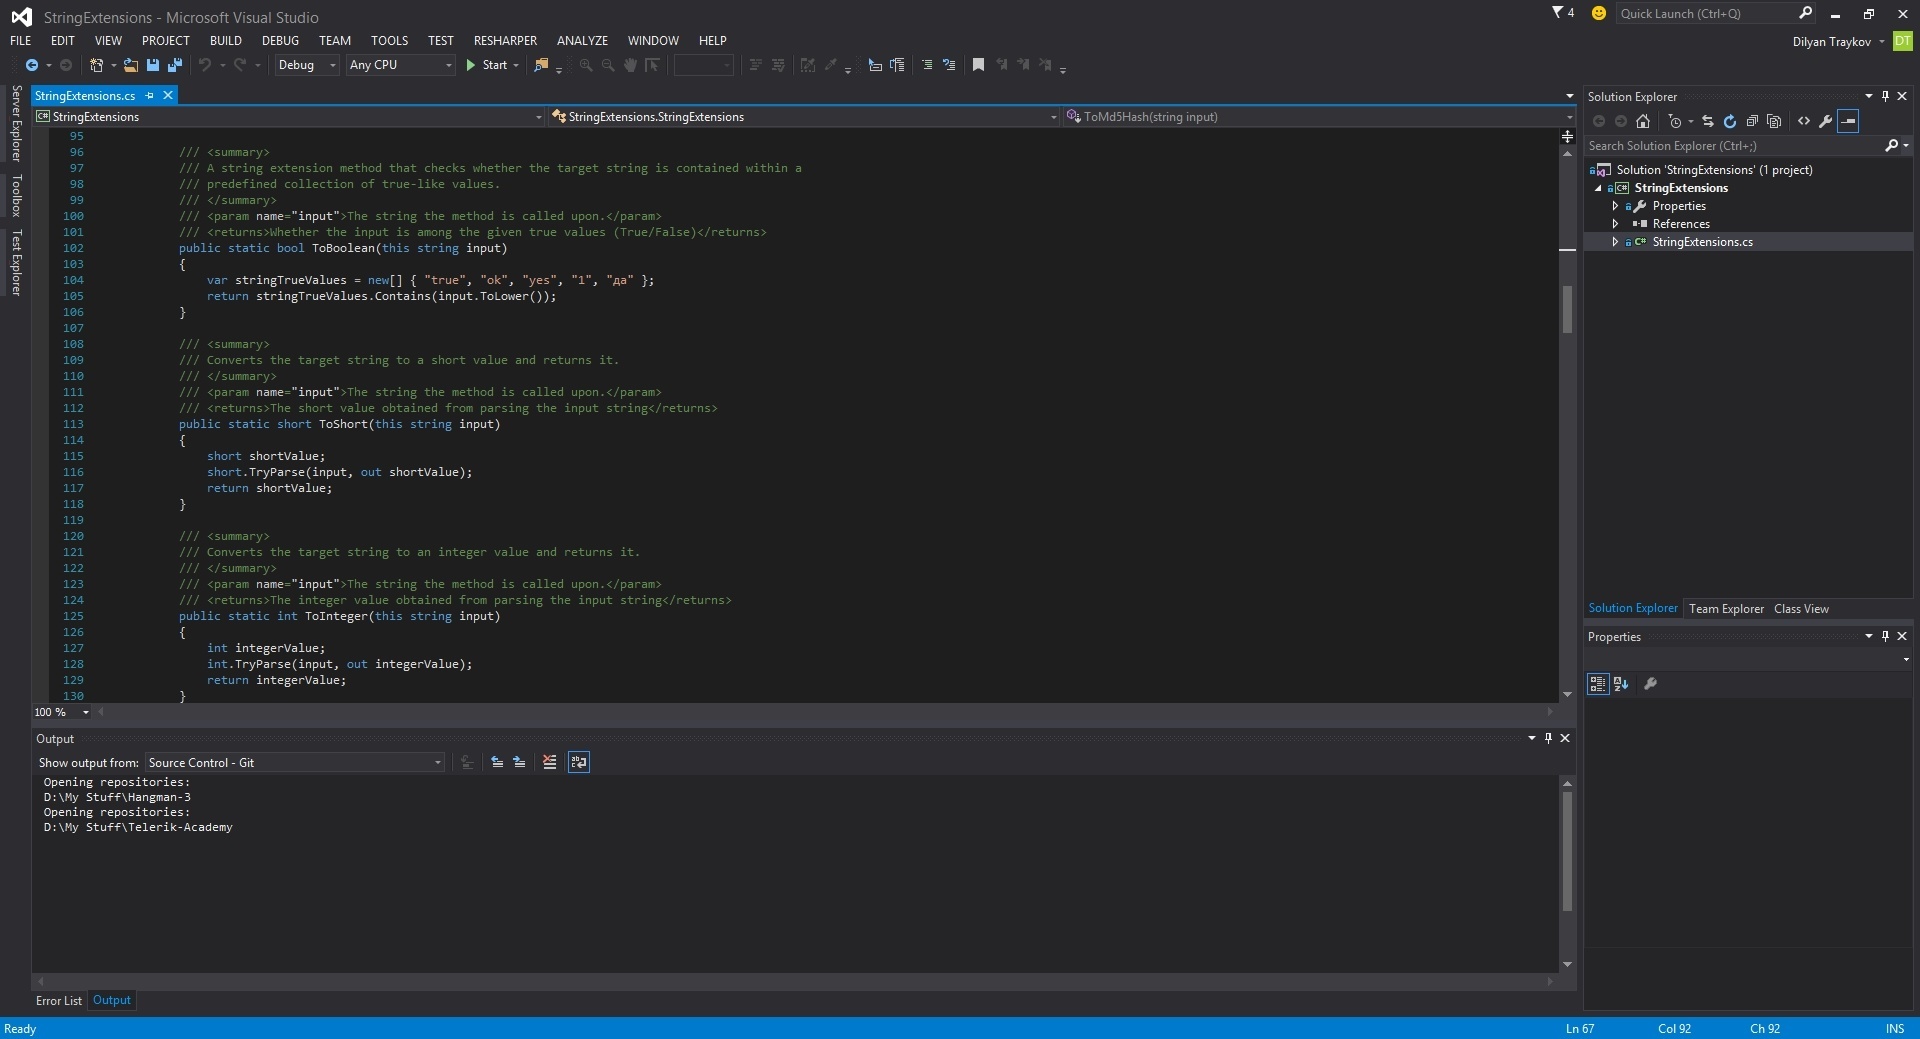 StringExtensions - Microsoft Visual Studio
4
Quick Launch (Ctrl+Q)
FILE EDIT VIEW PROJECT BUILD DEBUG TEAM TOOLS TEST RESHARPER ANALYZE WINDOW HELP
Dilyan Traykov DT
Debug Any CPU Start
Server Explorer
Toolbox
Test Explorer
StringExtensions.cs
C# StringExtensions StringExtensions.StringExtensions ToMd5Hash(string input)
95
96 /// <summary>
97 /// A string extension method that checks whether the target string is contained within a
98 /// predefined collection of true-like values.
99 /// </summary>
100 /// <param name="input">The string the method is called upon.</param>
101 /// <returns>Whether the input is among the given true values (True/False)</returns>
102 public static bool ToBoolean(this string input)
103 {
104 var stringTrueValues = new[] { "true", "ok", "yes", "1", "да" };
105 return stringTrueValues.Contains(input.ToLower());
106 }
107
108 /// <summary>
109 /// Converts the target string to a short value and returns it.
110 /// </summary>
111 /// <param name="input">The string the method is called upon.</param>
112 /// <returns>The short value obtained from parsing the input string</returns>
113 public static short ToShort(this string input)
114 {
115 short shortValue;
116 short.TryParse(input, out shortValue);
117 return shortValue;
118 }
119
120 /// <summary>
121 /// Converts the target string to an integer value and returns it.
122 /// </summary>
123 /// <param name="input">The string the method is called upon.</param>
124 /// <returns>The integer value obtained from parsing the input string</returns>
125 public static int ToInteger(this string input)
126 {
127 int integerValue;
128 int.TryParse(input, out integerValue);
129 return integerValue;
130 }
100 %
Output
Show output from: Source Control - Git
Opening repositories:
D:\My Stuff\Hangman-3
Opening repositories:
D:\My Stuff\Telerik-Academy
Error List Output
Solution Explorer
Search Solution Explorer (Ctrl+;)
Solution 'StringExtensions' (1 project)
C# StringExtensions
Properties
References
C# StringExtensions.cs
Solution Explorer Team Explorer Class View
Properties
Ready Ln 67 Col 92 Ch 92 INS